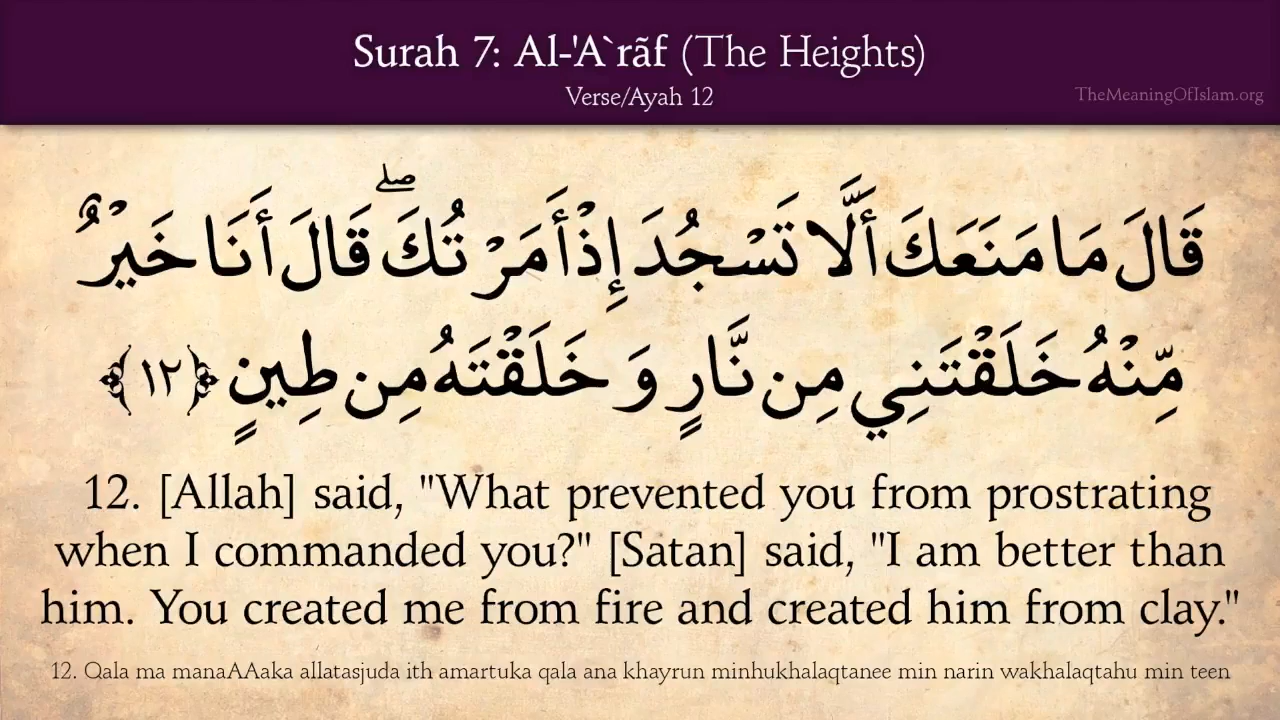 Surah 7: Al-'A`rãf (The Heights)
Verse/Ayah 12
TheMeaningOfIslam.org
قَالَ مَا مَنَعَكَ أَلَّا تَسْجُدَ إِذْ أَمَرْتُكَ ۖ قَالَ أَنَا خَيْرٌ
مِّنْهُ خَلَقْتَنِي مِن نَّارٍ وَخَلَقْتَهُ مِن طِينٍ ﴿١٢﴾
12. [Allah] said, "What prevented you from prostrating
when I commanded you?" [Satan] said, "I am better than
him. You created me from fire and created him from clay."
12. Qala ma manaAAaka allatasjuda ith amartuka qala ana khayrun minhukhalaqtanee min narin wakhalaqtahu min teen